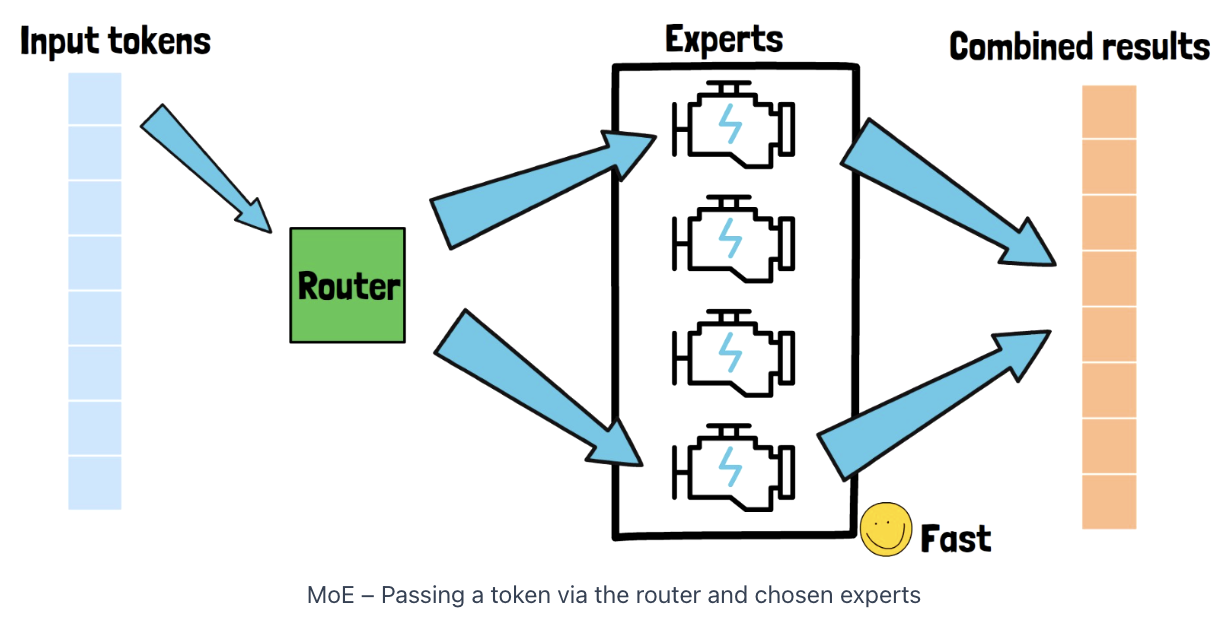 Input tokens
Experts
Combined results
Router
Fast
MoE – Passing a token via the router and chosen experts